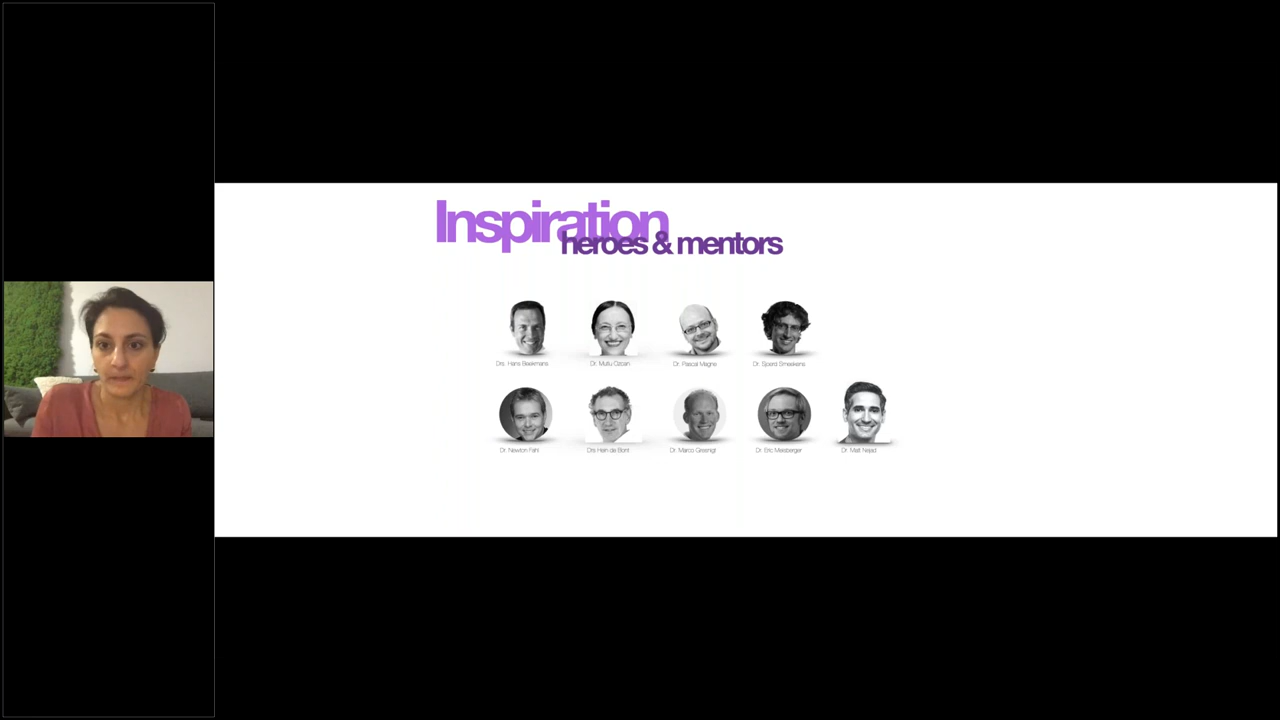 Inspiration
heroes & mentors
Drs. Hans Beekmans
Dr. Mutlu Özcan
Dr. Pascal Magne
Dr. Sjoerd Smeekens
Dr. Newton Fahl
Drs Hein de Bont
Dr. Marco Gresnigt
Dr. Eric Meisberger
Dr. Matt Nejad